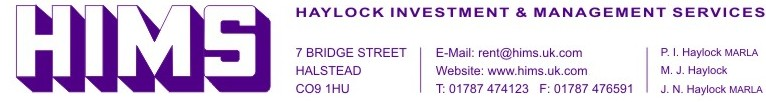 HIMS
HAYLOCK INVESTMENT & MANAGEMENT SERVICES
7 BRIDGE STREET
HALSTEAD
CO9 1HU
E-Mail: rent@hims.uk.com
Website: www.hims.uk.com
T: 01787 474123 F: 01787 476591
P. I. Haylock MARLA
M. J. Haylock
J. N. Haylock MARLA